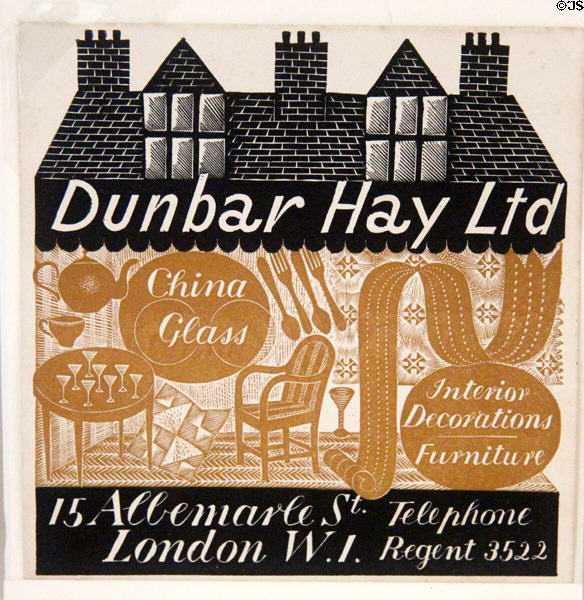 ©JS
Dunbar Hay Ltd
China
Glass
Interior
Decorations
Furniture
15 Albemarle St.
London W.1.
Telephone
Regent 3522